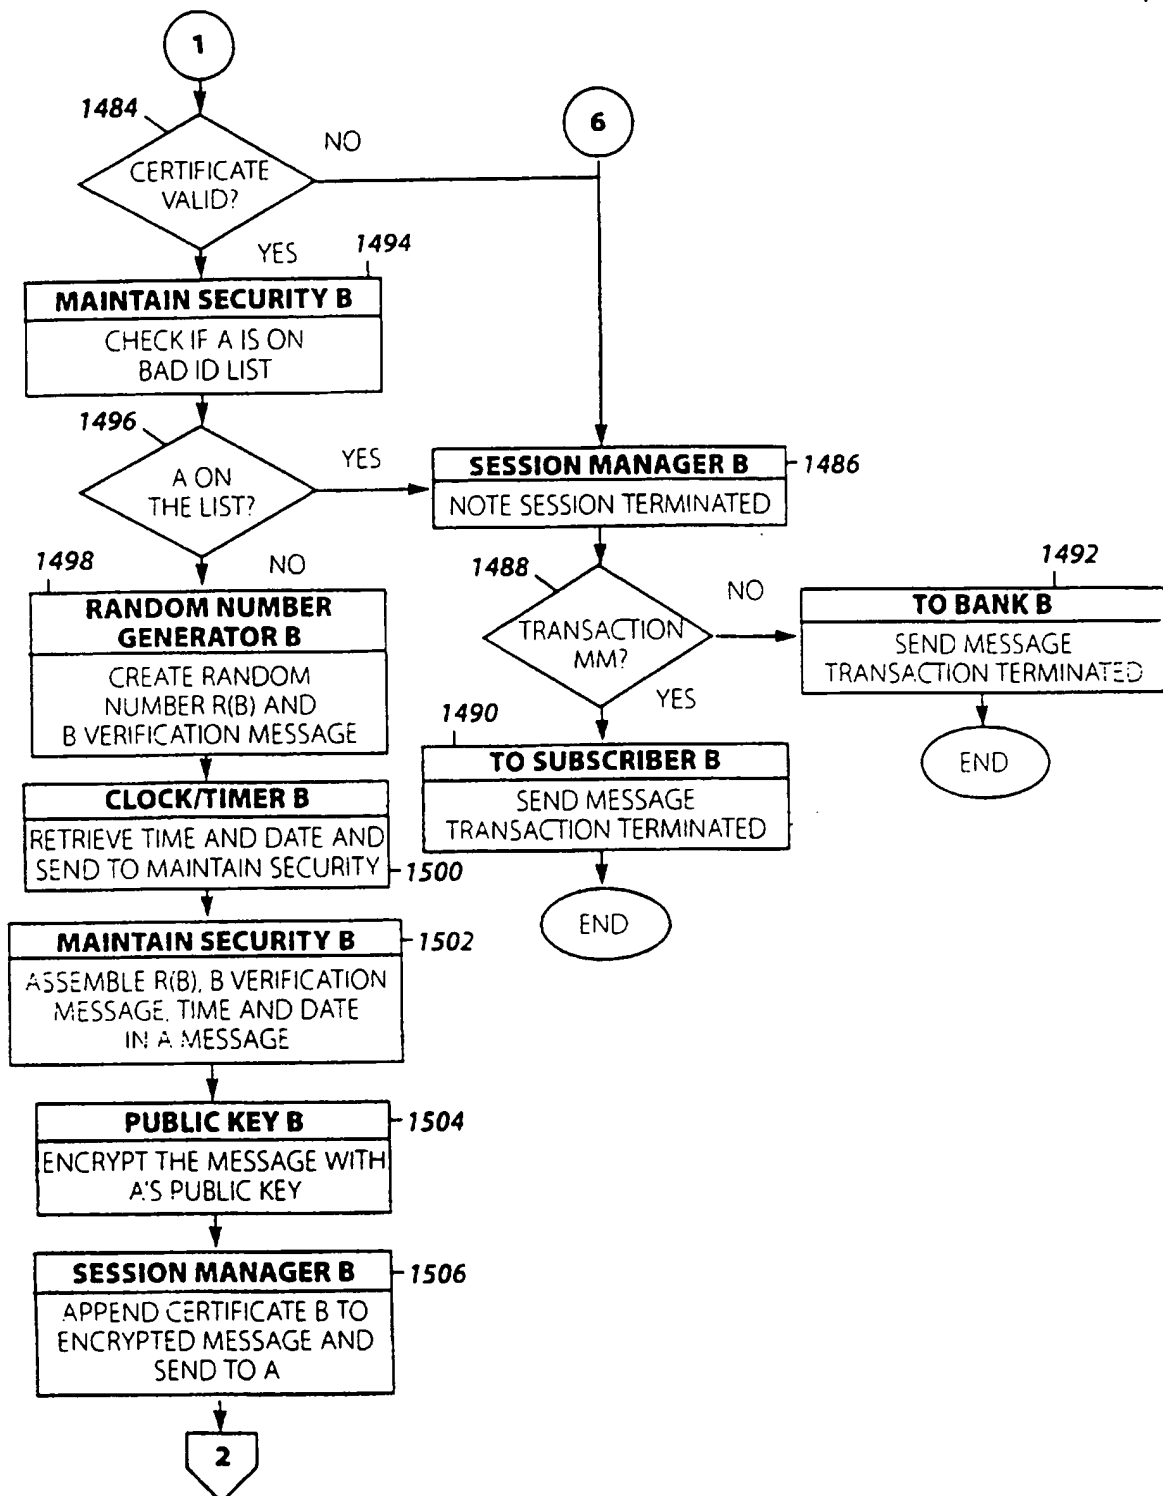 1
1484
CERTIFICATE
VALID?
NO
6
YES
1494
MAINTAIN SECURITY B
CHECK IF A IS ON
BAD ID LIST
1496
A ON
THE LIST?
YES
SESSION MANAGER B
1486
NOTE SESSION TERMINATED
NO
1498
RANDOM NUMBER
GENERATOR B
CREATE RANDOM
NUMBER R(B) AND
B VERIFICATION MESSAGE
1488
TRANSACTION
MM?
NO
1492
TO BANK B
SEND MESSAGE
TRANSACTION TERMINATED
END
YES
1490
TO SUBSCRIBER B
SEND MESSAGE
TRANSACTION TERMINATED
END
CLOCK/TIMER B
RETRIEVE TIME AND DATE AND
SEND TO MAINTAIN SECURITY
1500
MAINTAIN SECURITY B
1502
ASSEMBLE R(B), B VERIFICATION
MESSAGE, TIME AND DATE
IN A MESSAGE
PUBLIC KEY B
1504
ENCRYPT THE MESSAGE WITH
A'S PUBLIC KEY
SESSION MANAGER B
1506
APPEND CERTIFICATE B TO
ENCRYPTED MESSAGE AND
SEND TO A
2